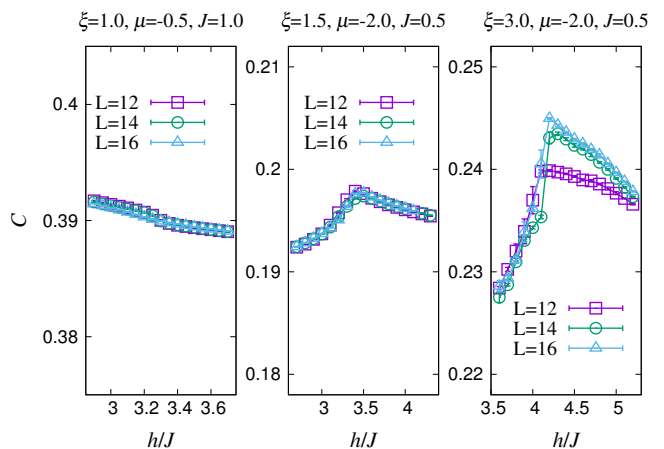 ξ=1.0, μ=-0.5, J=1.0
ξ=1.5, μ=-2.0, J=0.5
ξ=3.0, μ=-2.0, J=0.5
C
0.4
0.39
0.38
L=12
L=14
L=16
3 3.2 3.4 3.6
h/J
0.21
0.2
0.19
0.18
L=12
L=14
L=16
3 3.5 4
h/J
0.25
0.24
0.23
0.22
L=12
L=14
L=16
3.5 4 4.5 5
h/J